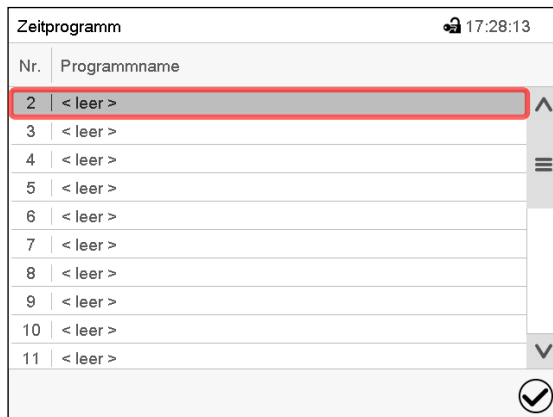 Zeitprogramm 17:28:13
Nr. Programmname
2 < leer >
3 < leer >
4 < leer >
5 < leer >
6 < leer >
7 < leer >
8 < leer >
9 < leer >
10 < leer >
11 < leer >